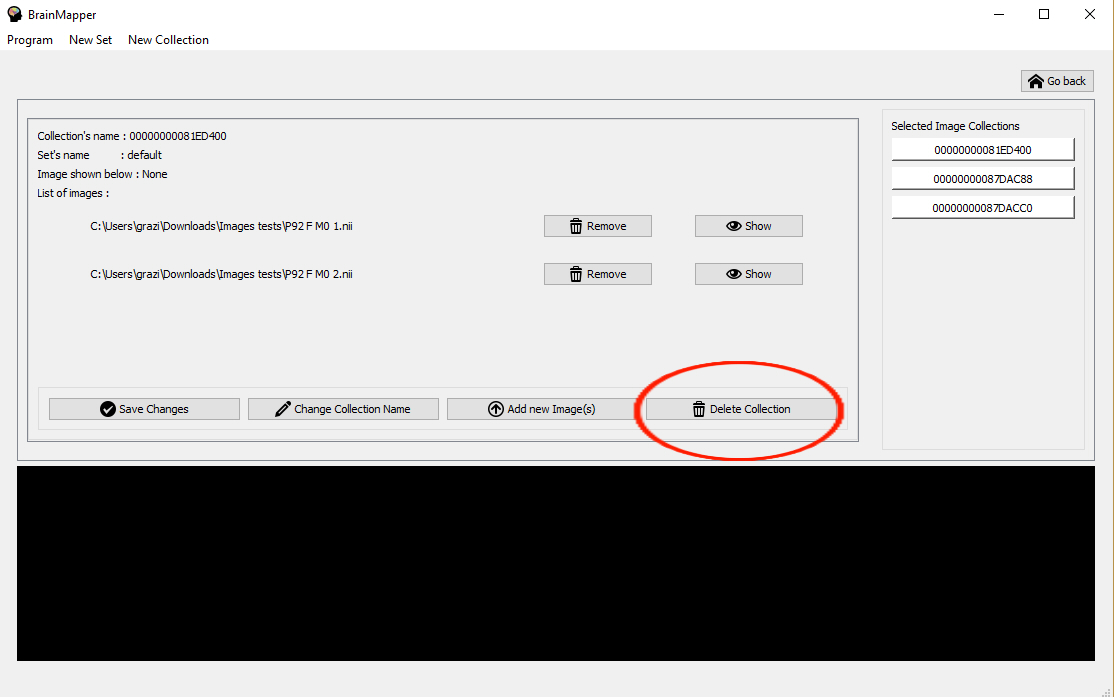 BrainMapper
Program New Set New Collection
Go back
Collection's name : 00000000081ED400
Set's name : default
Image shown below : None
List of images :
C:\Users\grazi\Downloads\Images tests\P92 F M0 1.nii Remove Show
C:\Users\grazi\Downloads\Images tests\P92 F M0 2.nii Remove Show
Save Changes Change Collection Name Add new Image(s) Delete Collection
Selected Image Collections
00000000081ED400
00000000087DAC88
00000000087DACC0